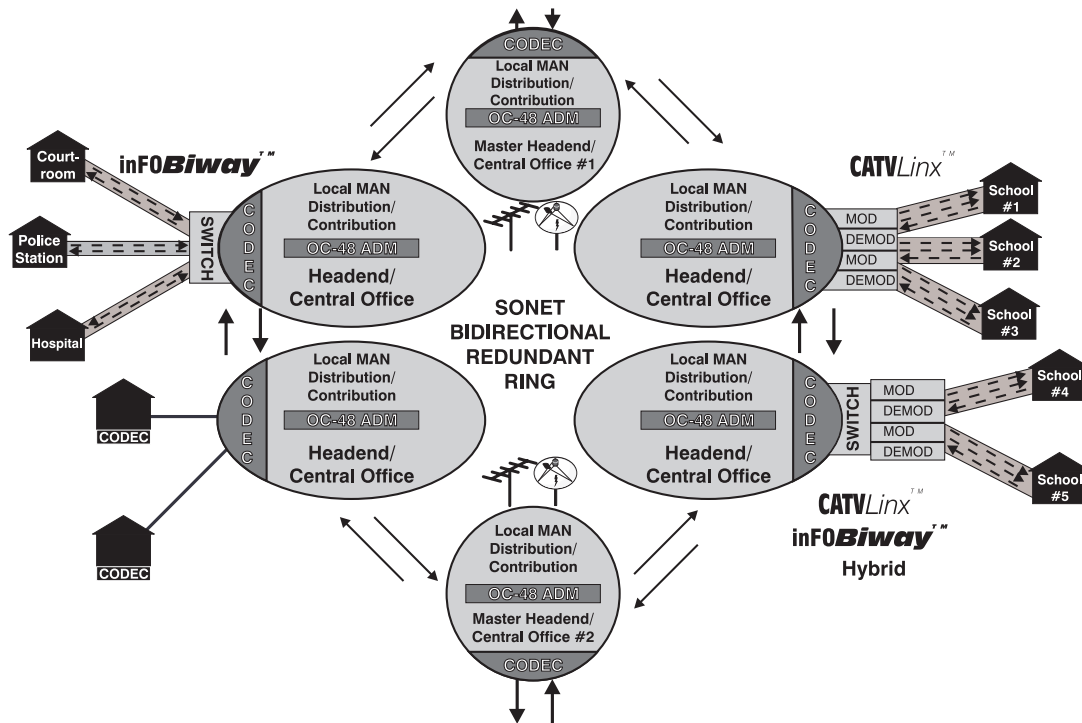 CODEC
Local MAN
Distribution/
Contribution
OC-48 ADM
Master Headend/
Central Office #1
inFOBiway™
Court-
room
Police
Station
Hospital
SWITCH
CODEC
Local MAN
Distribution/
Contribution
OC-48 ADM
Headend/
Central Office
CATVLinx™
Local MAN
Distribution/
Contribution
OC-48 ADM
Headend/
Central Office
CODEC
MOD
DEMOD
MOD
DEMOD
School
#1
School
#2
School
#3
SONET
BIDIRECTIONAL
REDUNDANT
RING
CODEC
CODEC
CODEC
Local MAN
Distribution/
Contribution
OC-48 ADM
Headend/
Central Office
Local MAN
Distribution/
Contribution
OC-48 ADM
Headend/
Central Office
CODEC
SWITCH
MOD
DEMOD
MOD
DEMOD
School
#4
School
#5
CATVLinx™
inFOBiway™
Hybrid
Local MAN
Distribution/
Contribution
OC-48 ADM
Master Headend/
Central Office #2
CODEC